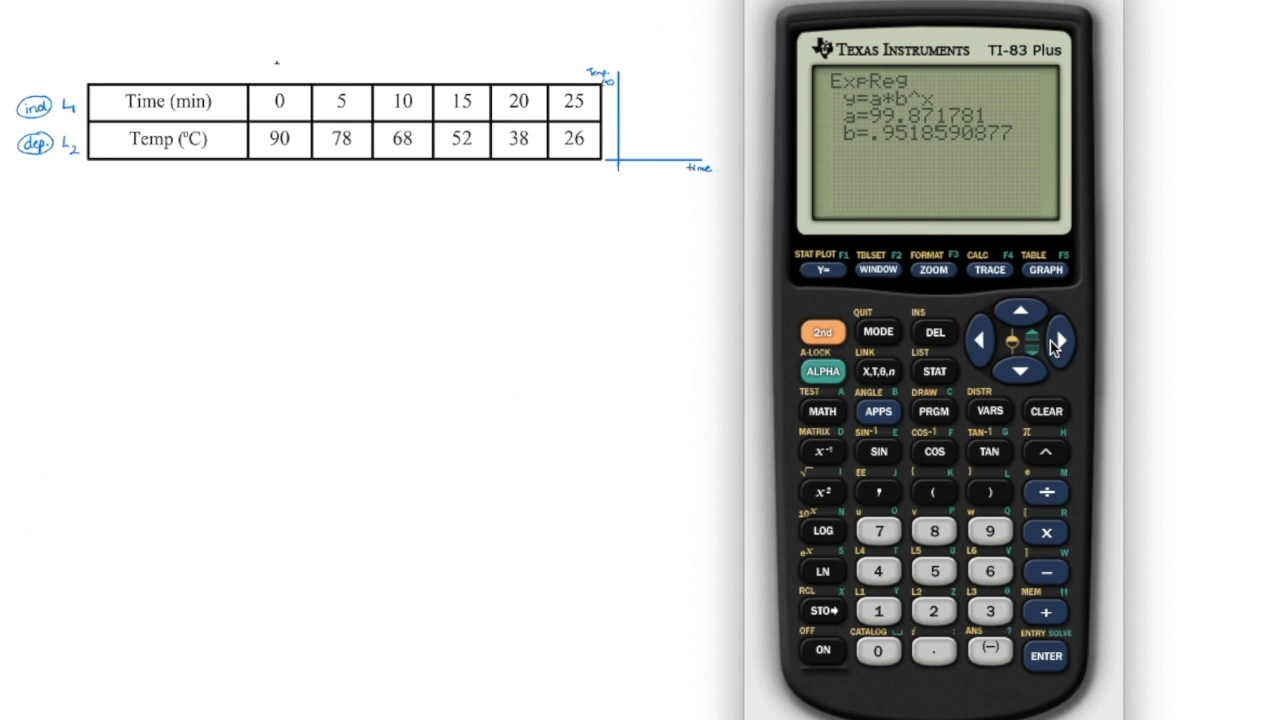 Temp.
(°C)
ind L1 Time (min) 0 5 10 15 20 25
dep. L2 Temp (°C) 90 78 68 52 38 26
time
TEXAS INSTRUMENTS TI-83 Plus
ExpReg
y=a*b^x
a=99.871781
b=.9518590877
STAT PLOT F1 TBLSET F2 FORMAT F3 CALC F4 TABLE F5
Y= WINDOW ZOOM TRACE GRAPH
QUIT INS
2nd MODE DEL
A-LOCK LINK LIST
ALPHA X,T,θ,n STAT
TEST A ANGLE B DRAW C DISTR
MATH APPS PRGM VARS CLEAR
MATRIX D SIN-1 E COS-1 F TAN-1 G π H
x-1 SIN COS TAN ^
√ I EE J { K } L e M
x2 , ( ) ÷
10x N u O v P w Q [ R
LOG 7 8 9 x
ex S L4 T L5 U L6 V ] W
LN 4 5 6 −
RCL X L1 Y L2 Z L3 θ MEM "
STO➔ 1 2 3 +
OFF CATALOG ␣ i : ANS ? ENTRY SOLVE
ON 0 . (−) ENTER